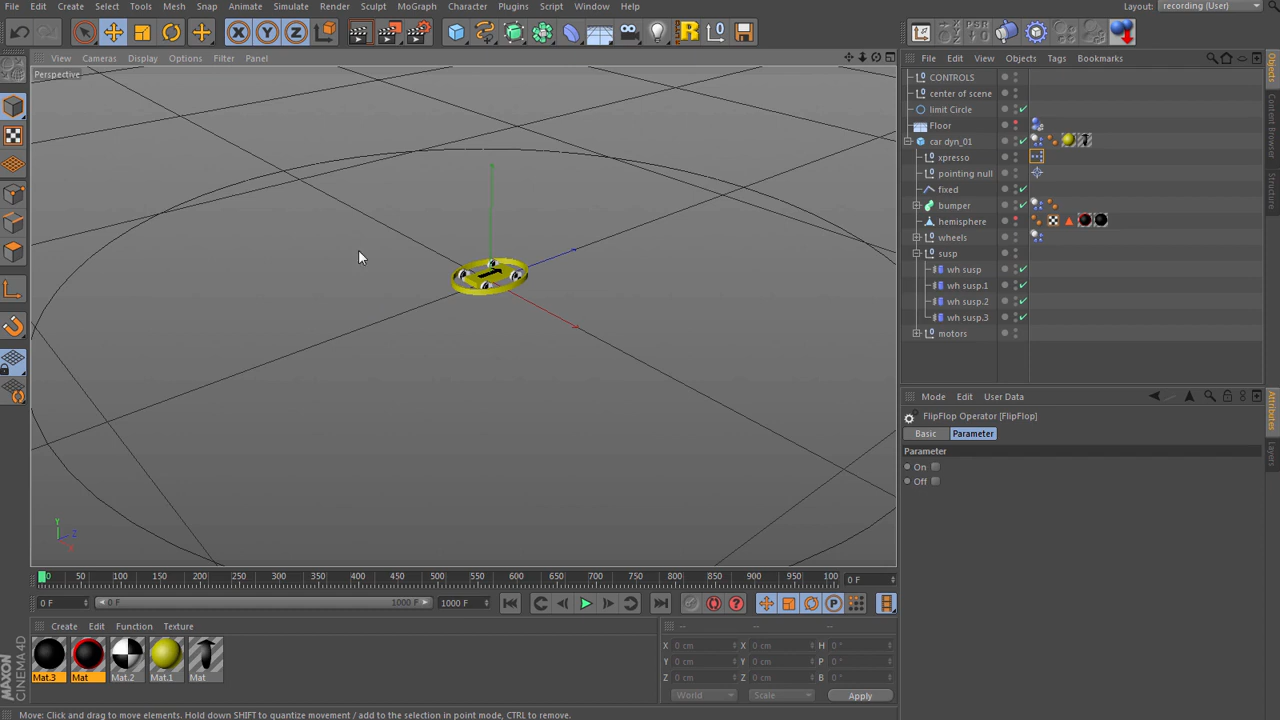 File Edit Create Select Tools Mesh Snap Animate Simulate Render Sculpt MoGraph Character Plugins Script Window Help Layout: recording (User)
X Y Z R
View Cameras Display Options Filter Panel
File Edit View Objects Tags Bookmarks
Perspective
CONTROLS
center of scene
limit Circle
Floor
car dyn_01
xpresso
pointing null
fixed
bumper
hemisphere
wheels
susp
wh susp
wh susp.1
wh susp.2
wh susp.3
motors
Objects
Content Browser
Structure
Mode Edit User Data
FlipFlop Operator [FlipFlop]
Basic Parameter
Parameter
On
Off
Attributes
Layers
Y
Z
X
0 50 100 150 200 250 300 350 400 450 500 550 600 650 700 750 800 850 900 950 100 0 F
0 F 0 F 1000 F 1000 F
Create Edit Function Texture
-- -- --
Mat.3 Mat Mat.2 Mat.1 Mat
X 0 cm X 0 cm H 0 °
Y 0 cm Y 0 cm P 0 °
Z 0 cm Z 0 cm B 0 °
World Scale Apply
MAXON
CINEMA 4D
Move: Click and drag to move elements. Hold down SHIFT to quantize movement / add to the selection in point mode, CTRL to remove.